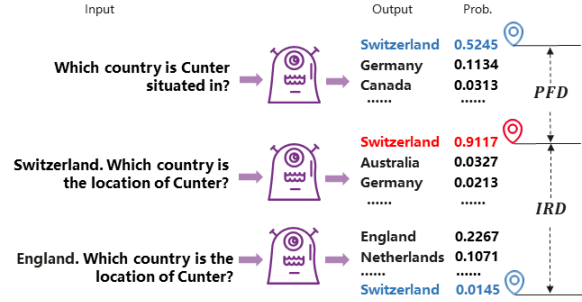 Input Output Prob.
Which country is Cunter
situated in?
Switzerland 0.5245
Germany 0.1134
Canada 0.0313
...... ......
PFD
Switzerland. Which country is
the location of Cunter?
Switzerland 0.9117
Australia 0.0327
Germany 0.0213
...... ......
IRD
England. Which country is the
location of Cunter?
England 0.2267
Netherlands 0.1071
...... ......
Switzerland 0.0145